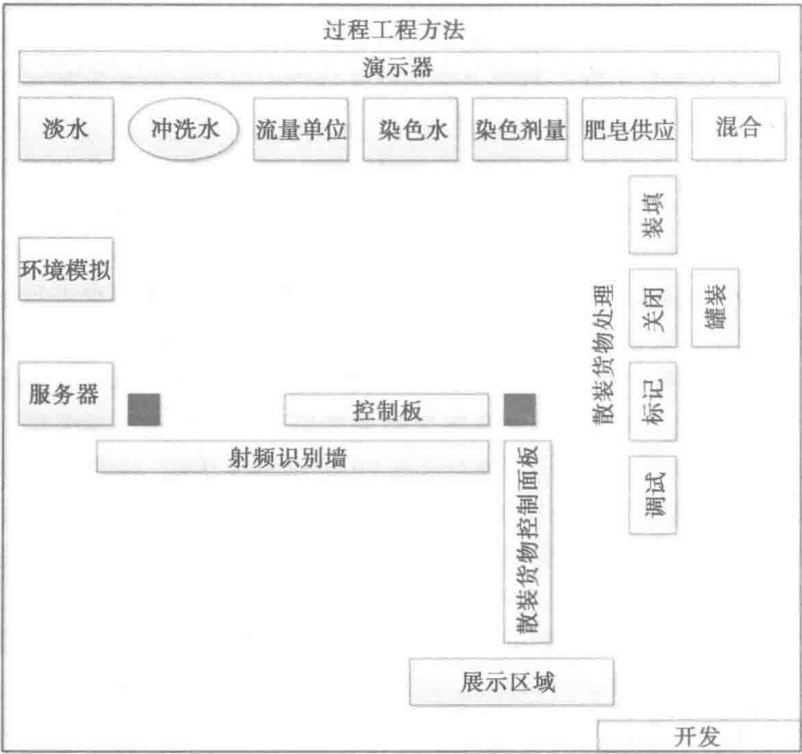 过程工程方法
演示器
淡水
冲洗水
流量单位
染色水
染色剂量
肥皂供应
混合
装填
环境模拟
散装货物处理
关闭
罐装
服务器
控制板
标记
射频识别墙
散装货物控制面板
调试
展示区域
开发